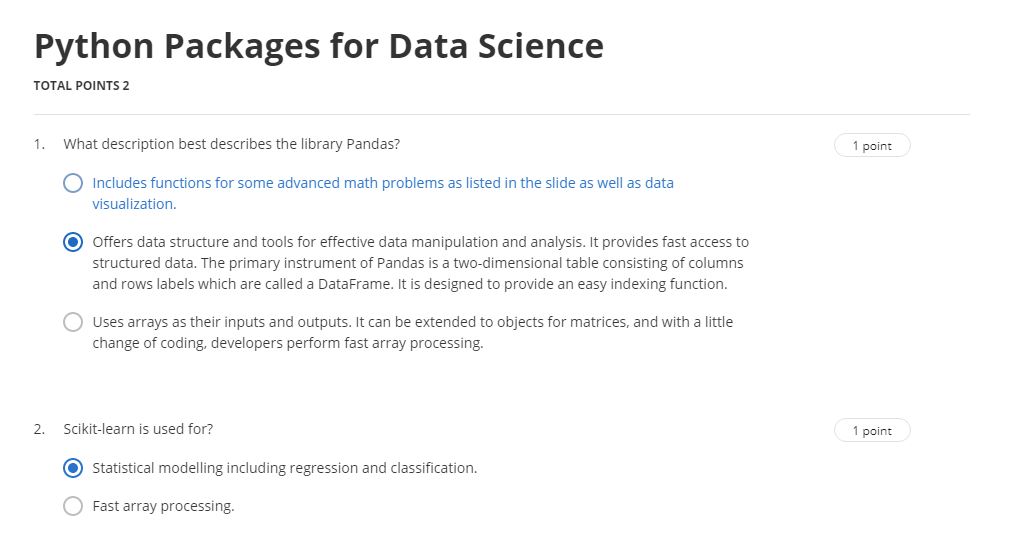 Python Packages for Data Science
TOTAL POINTS 2
1. What description best describes the library Pandas? 1 point
Includes functions for some advanced math problems as listed in the slide as well as data
visualization.
Offers data structure and tools for effective data manipulation and analysis. It provides fast access to
structured data. The primary instrument of Pandas is a two-dimensional table consisting of columns
and rows labels which are called a DataFrame. It is designed to provide an easy indexing function.
Uses arrays as their inputs and outputs. It can be extended to objects for matrices, and with a little
change of coding, developers perform fast array processing.
2. Scikit-learn is used for? 1 point
Statistical modelling including regression and classification.
Fast array processing.